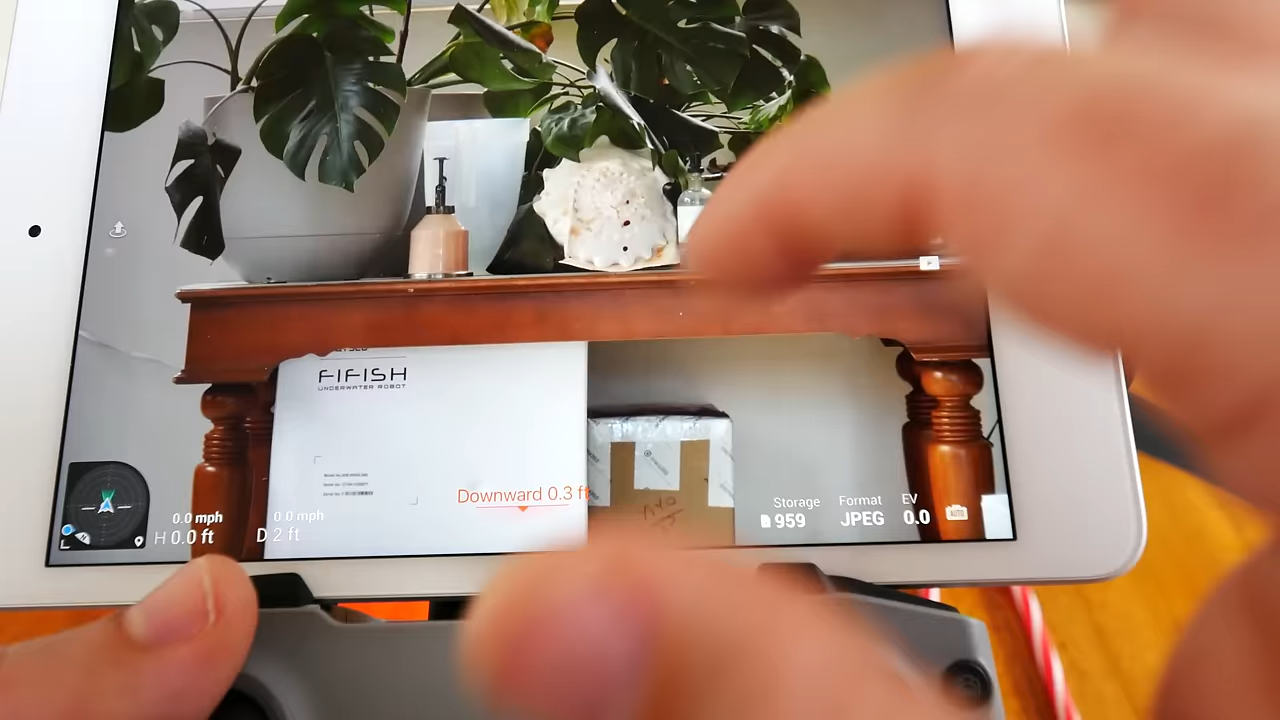 FIFISH
UNDERWATER ROBOT
Downward 0.3 ft
0.0 mph
0.0 mph
H 0.0 ft
D 2 ft
Storage
959
Format
JPEG
EV
0.0
AUTO